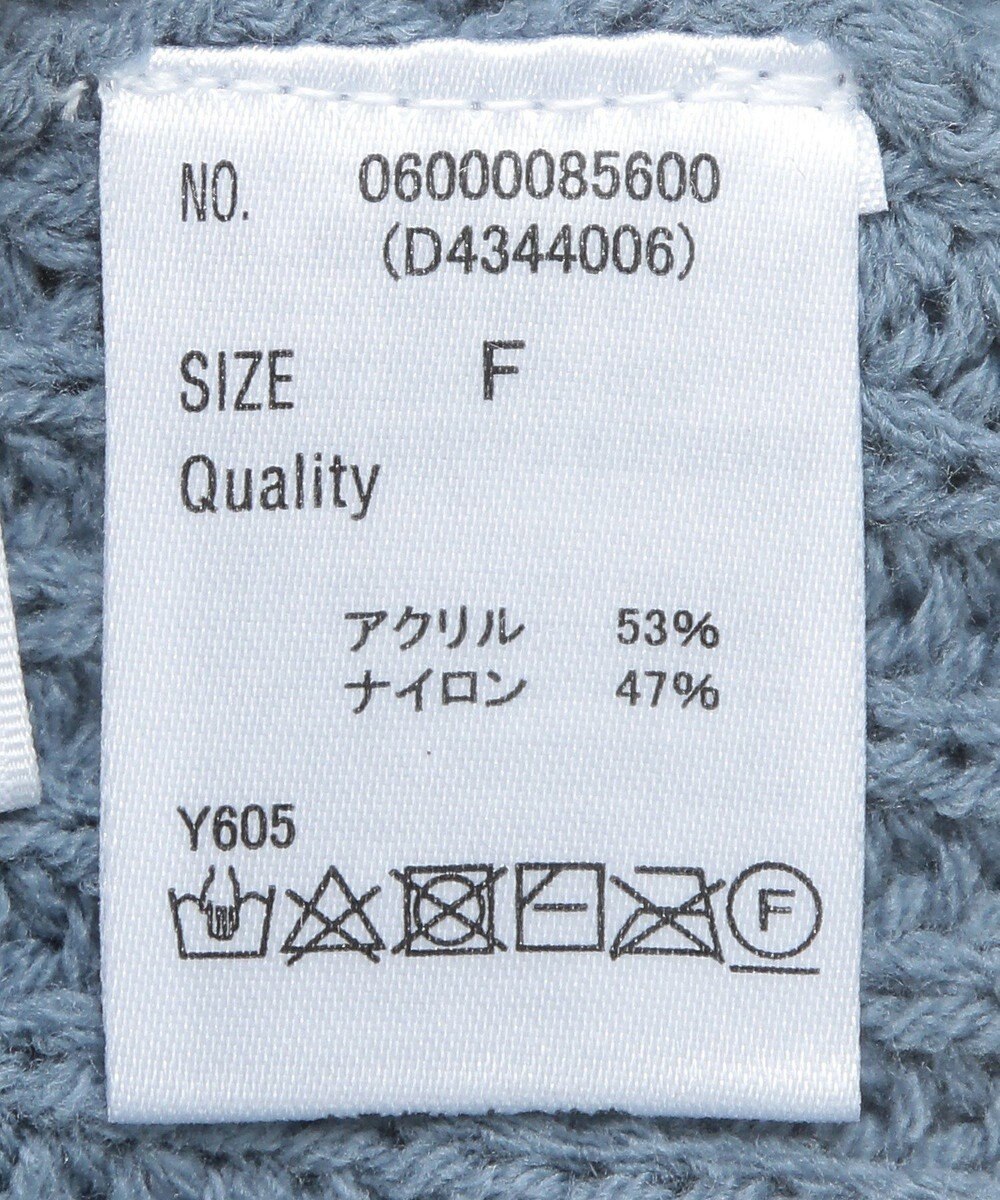 NO. 06000085600
(D4344006)
SIZE F
Quality
アクリル 53%
ナイロン 47%
Y605
F